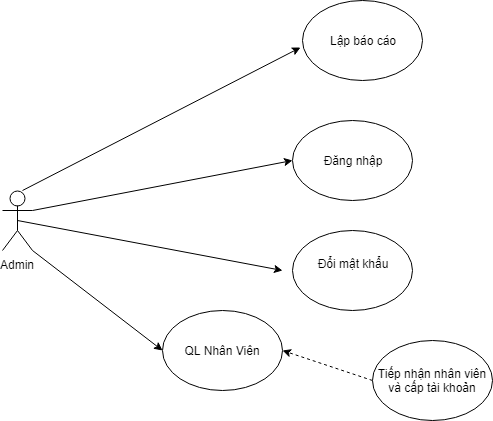 Lập báo cáo
Đăng nhập
Đổi mật khẩu
Admin
QL Nhân Viên
Tiếp nhận nhân viên
và cấp tài khoản